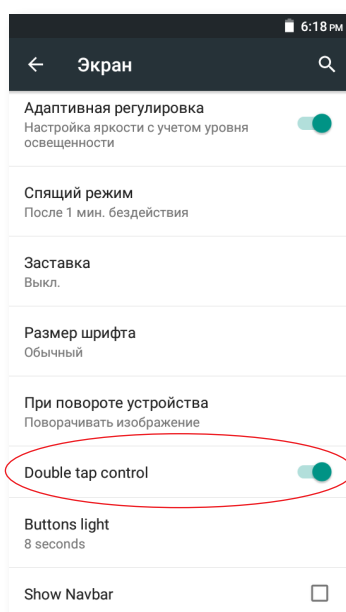 6:18 PM
Экран
Адаптивная регулировка
Настройка яркости с учетом уровня
освещенности
Спящий режим
После 1 мин. бездействия
Заставка
Выкл.
Размер шрифта
Обычный
При повороте устройства
Поворачивать изображение
Double tap control
Buttons light
8 seconds
Show Navbar